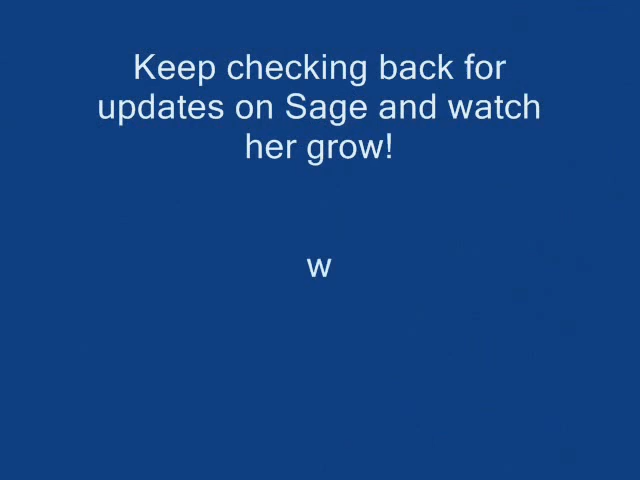 Keep checking back for
updates on Sage and watch
her grow!
w